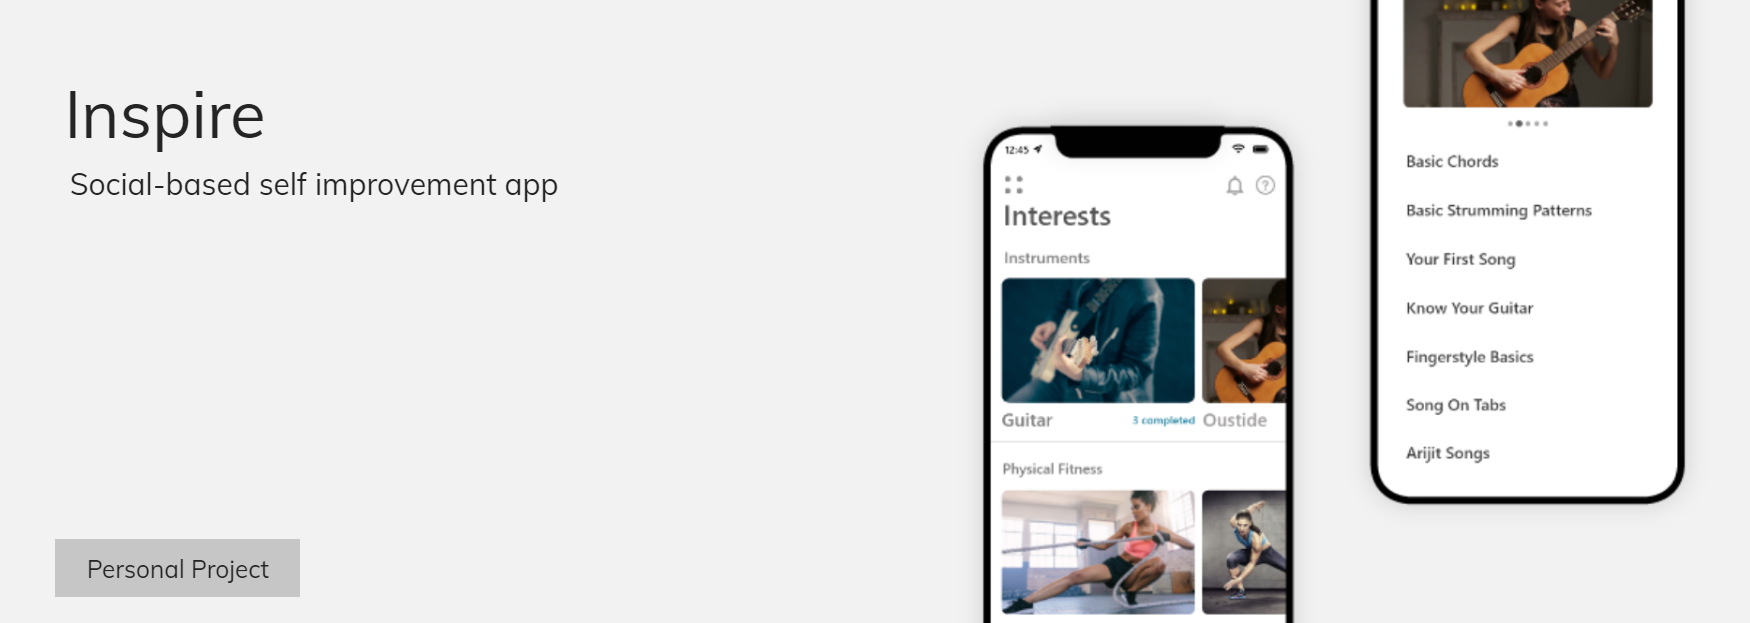 Inspire
Social-based self improvement app
Personal Project
12:45
?
Interests
Instruments
Guitar
3 completed
Oustide
Physical Fitness
Basic Chords
Basic Strumming Patterns
Your First Song
Know Your Guitar
Fingerstyle Basics
Song On Tabs
Arijit Songs